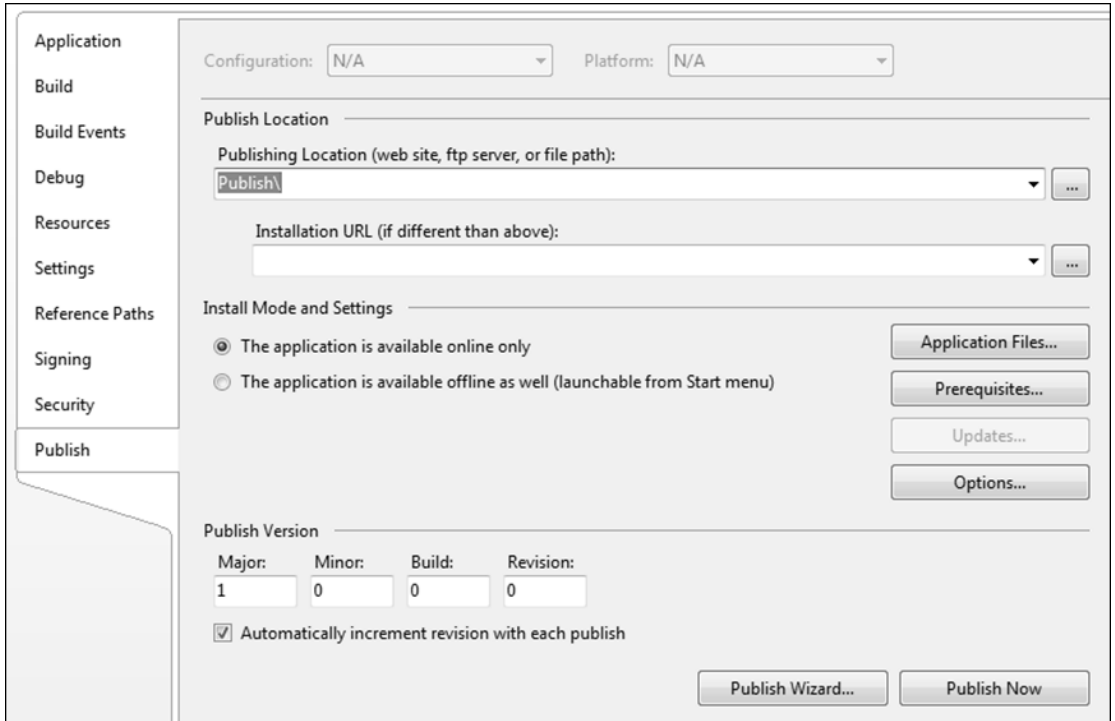 Application
Build
Build Events
Debug
Resources
Settings
Reference Paths
Signing
Security
Publish
Configuration: N/A Platform: N/A
Publish Location
Publishing Location (web site, ftp server, or file path):
Publish\ ...
Installation URL (if different than above):
...
Install Mode and Settings
The application is available online only
The application is available offline as well (launchable from Start menu)
Application Files...
Prerequisites...
Updates...
Options...
Publish Version
Major: Minor: Build: Revision:
1 0 0 0
Automatically increment revision with each publish
Publish Wizard... Publish Now